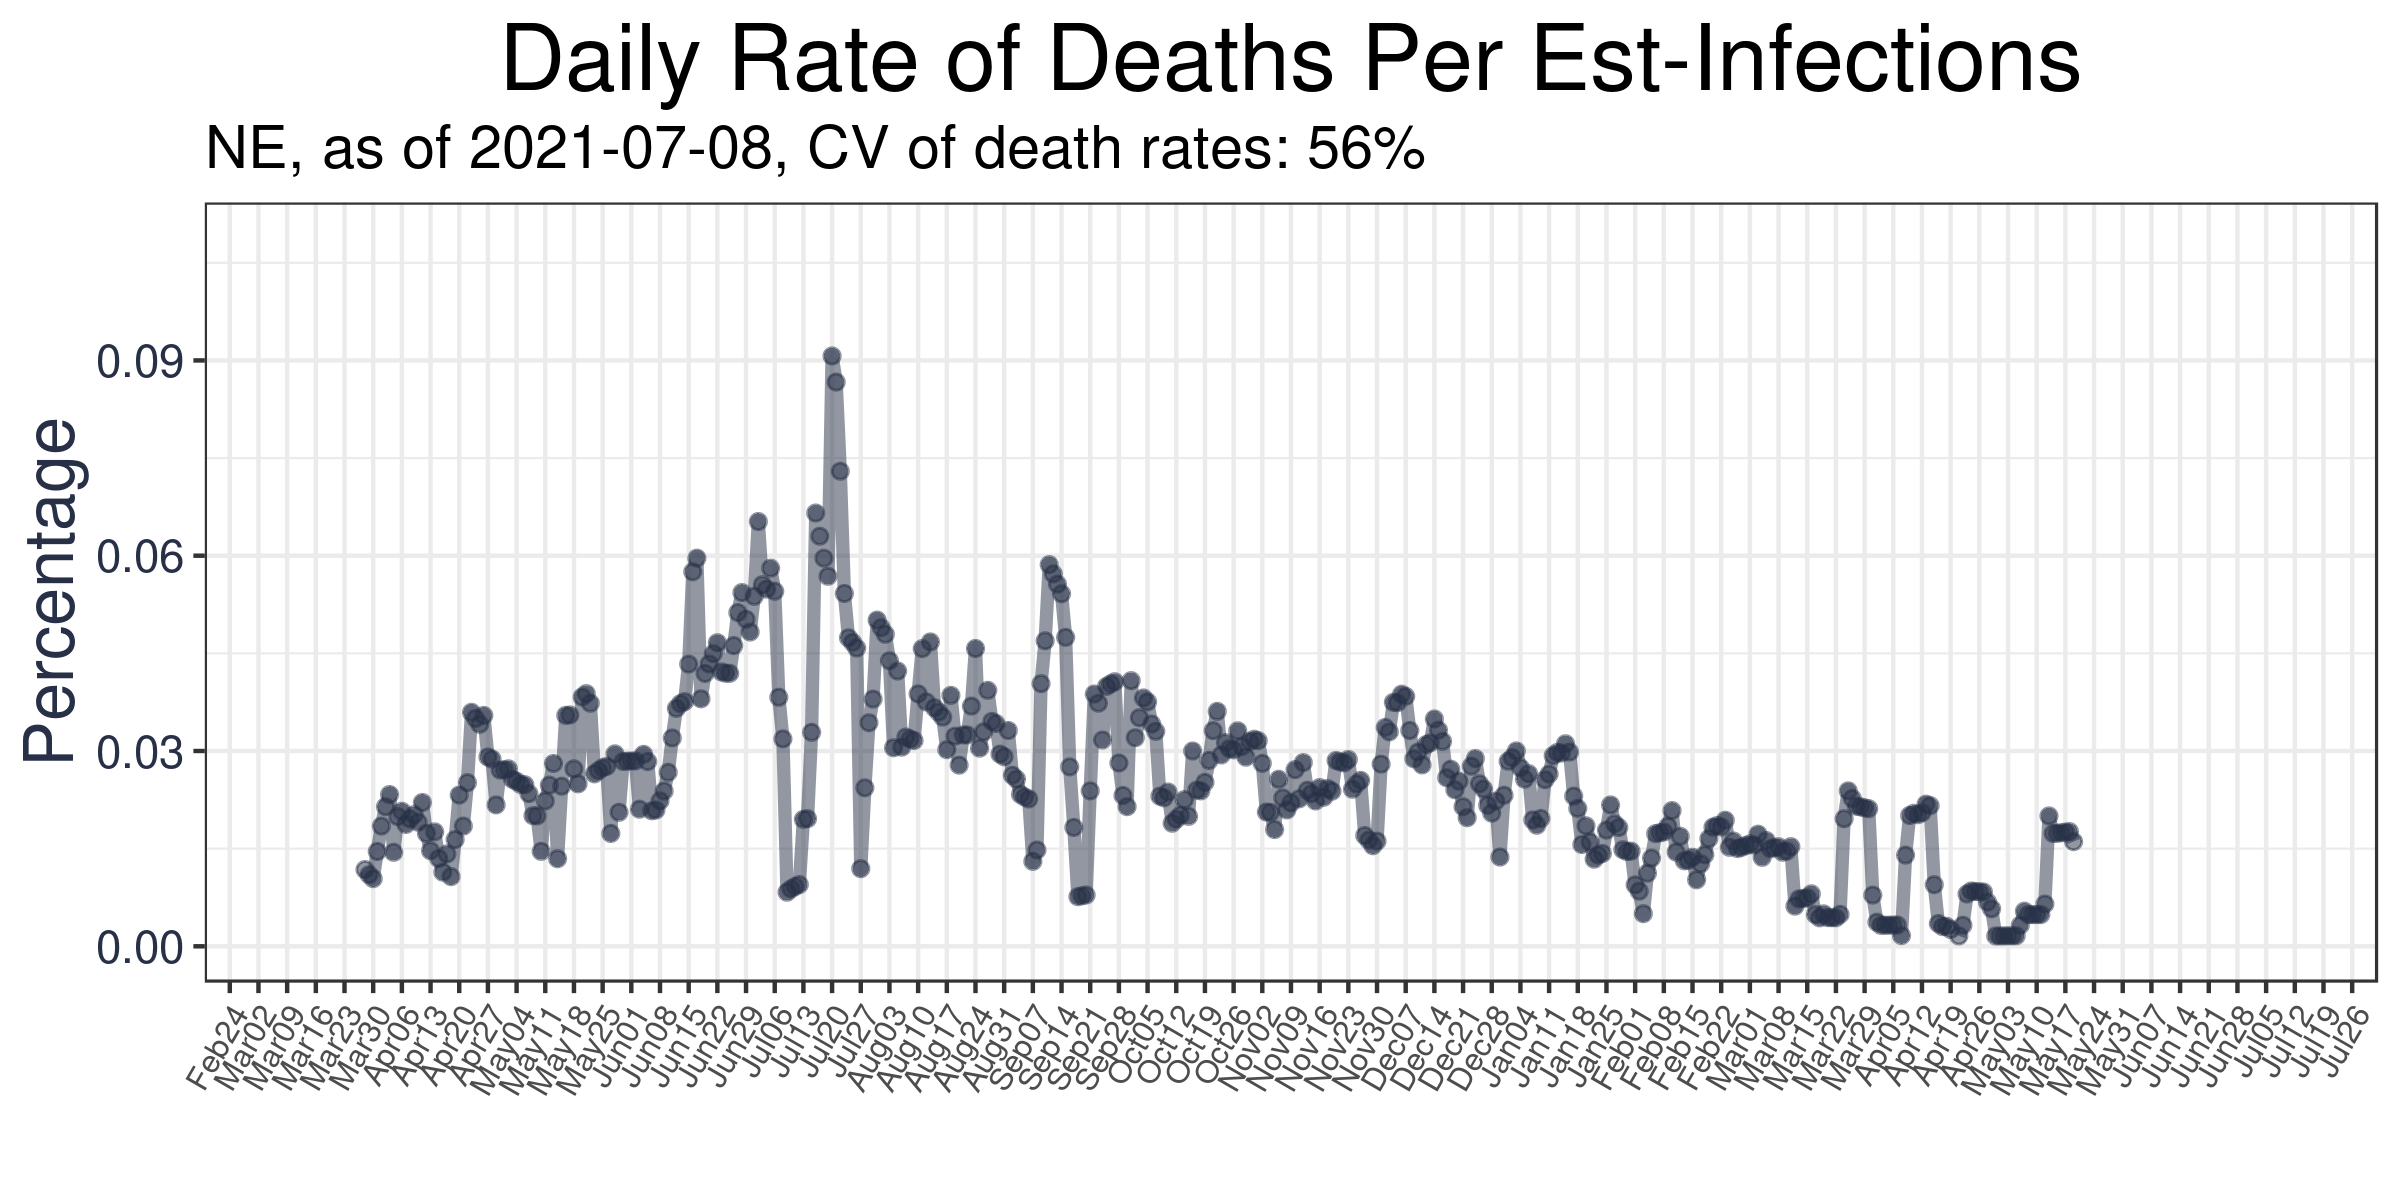 Daily Rate of Deaths Per Est-Infections
NE, as of 2021-07-08, CV of death rates: 56%
Percentage
0.09
0.06
0.03
0.00
Feb24
Mar02
Mar09
Mar16
Mar23
Mar30
Apr06
Apr13
Apr20
Apr27
May04
May11
May18
May25
Jun01
Jun08
Jun15
Jun22
Jun29
Jul06
Jul13
Jul20
Jul27
Aug03
Aug10
Aug17
Aug24
Aug31
Sep07
Sep14
Sep21
Sep28
Oct05
Oct12
Oct19
Oct26
Nov02
Nov09
Nov16
Nov23
Nov30
Dec07
Dec14
Dec21
Dec28
Jan04
Jan11
Jan18
Jan25
Feb01
Feb08
Feb15
Feb22
Mar01
Mar08
Mar15
Mar22
Mar29
Apr05
Apr12
Apr19
Apr26
May03
May10
May17
May24
May31
Jun07
Jun14
Jun21
Jun28
Jul05
Jul12
Jul19
Jul26